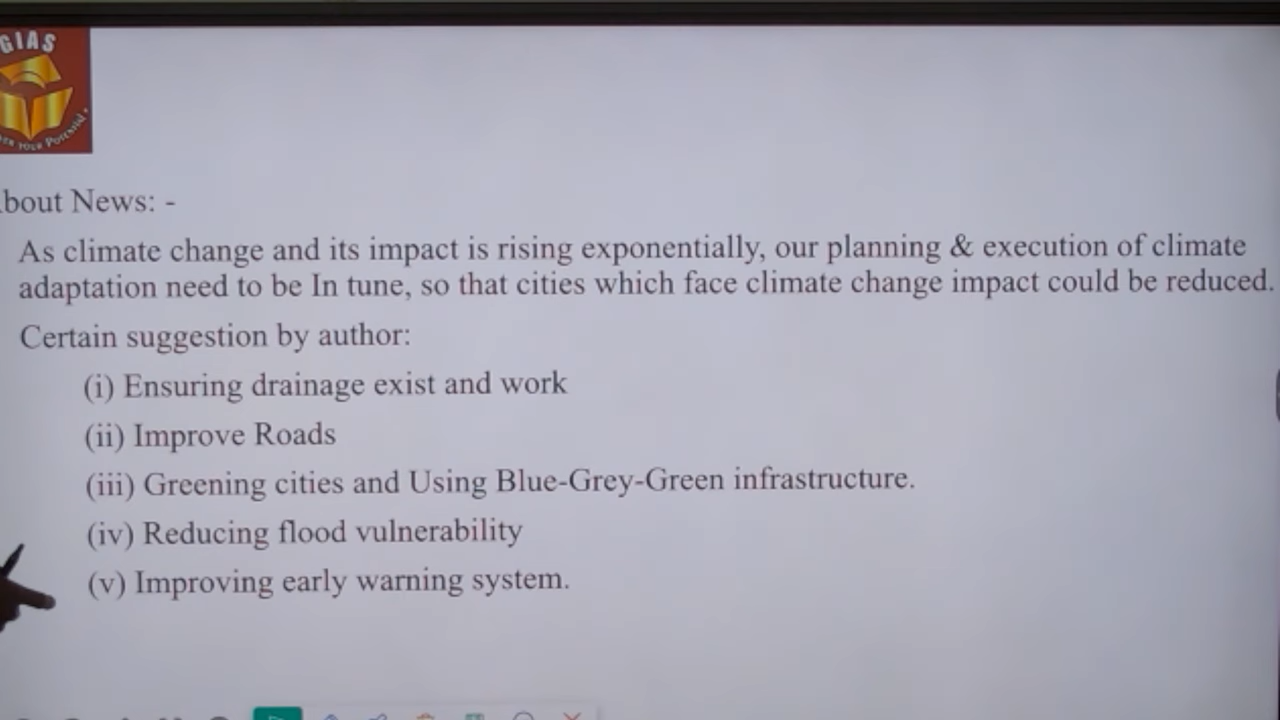 GIAS
your Potential
bout News: -
As climate change and its impact is rising exponentially, our planning & execution of climate
adaptation need to be In tune, so that cities which face climate change impact could be reduced.
Certain suggestion by author:
(i) Ensuring drainage exist and work
(ii) Improve Roads
(iii) Greening cities and Using Blue-Grey-Green infrastructure.
(iv) Reducing flood vulnerability
(v) Improving early warning system.